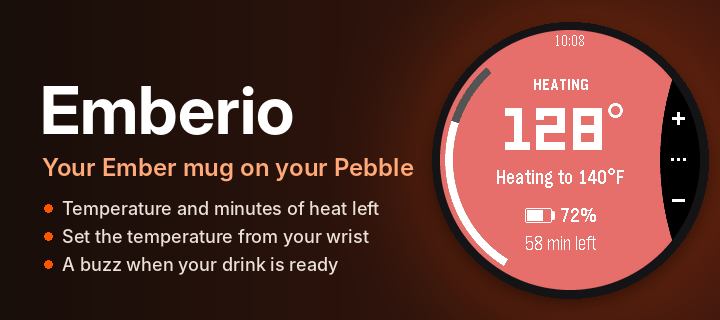 Emberio
Your Ember mug on your Pebble
Temperature and minutes of heat left
Set the temperature from your wrist
A buzz when your drink is ready
10:08
HEATING
128°
Heating to 140°F
72%
58 min left
+
...
−